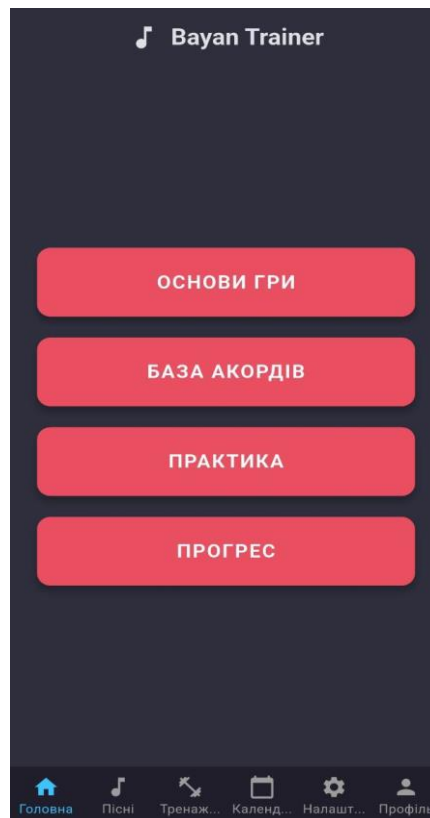 Bayan Trainer
ОСНОВИ ГРИ
БАЗА АКОРДІВ
ПРАКТИКА
ПРОГРЕС
Головна Пісні Тренаж... Календ... Налашт... Профіль